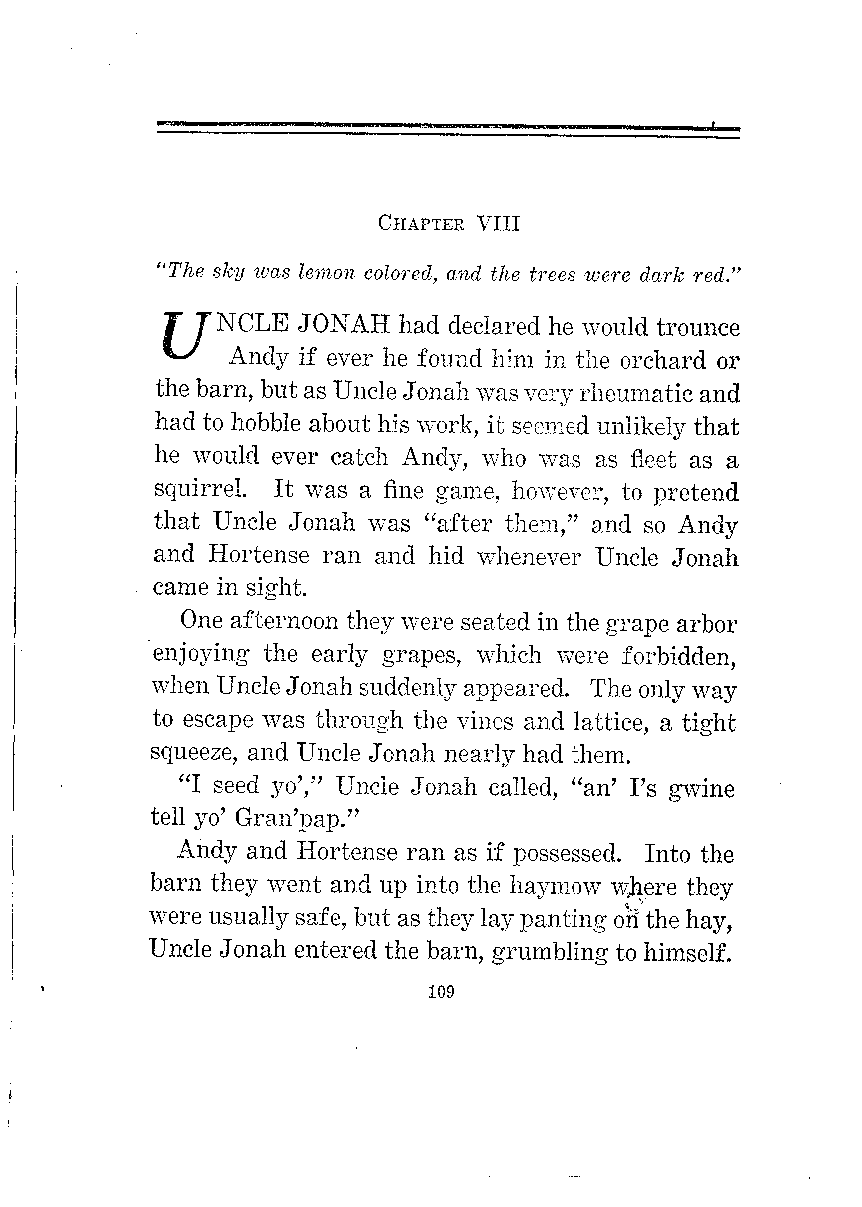 CHAPTER VIII
"The sky was lemon colored, and the trees were dark red."
UNCLE JONAH had declared he would trounce
Andy if ever he found him in the orchard or
the barn, but as Uncle Jonah was very rheumatic and
had to hobble about his work, it seemed unlikely that
he would ever catch Andy, who was as fleet as a
squirrel. It was a fine game, however, to pretend
that Uncle Jonah was "after them," and so Andy
and Hortense ran and hid whenever Uncle Jonah
came in sight.
One afternoon they were seated in the grape arbor
enjoying the early grapes, which were forbidden,
when Uncle Jonah suddenly appeared. The only way
to escape was through the vines and lattice, a tight
squeeze, and Uncle Jonah nearly had them.
"I seed yo'," Uncle Jonah called, "an' I's gwine
tell yo' Gran'pap."
Andy and Hortense ran as if possessed. Into the
barn they went and up into the haymow where they
were usually safe, but as they lay panting on the hay,
Uncle Jonah entered the barn, grumbling to himself.
109